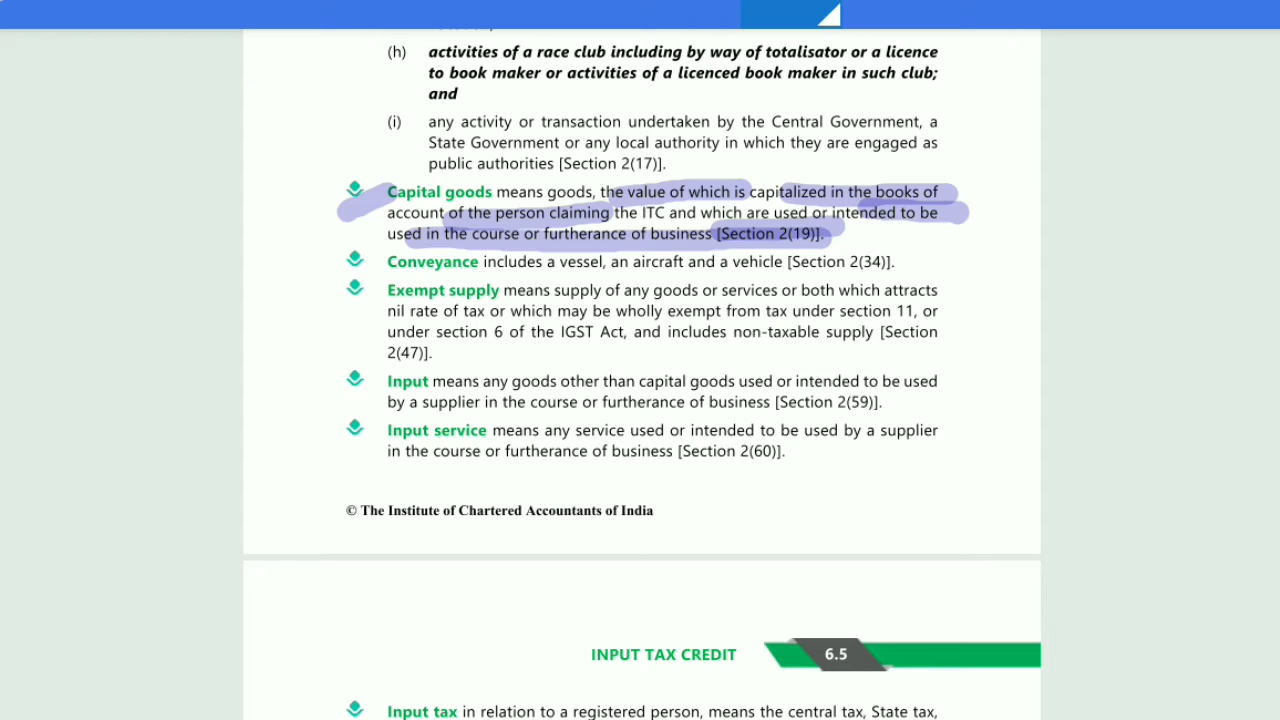 (h) activities of a race club including by way of totalisator or a licence
to book maker or activities of a licenced book maker in such club;
and
(i) any activity or transaction undertaken by the Central Government, a
State Government or any local authority in which they are engaged as
public authorities [Section 2(17)].
Capital goods means goods, the value of which is capitalized in the books of
account of the person claiming the ITC and which are used or intended to be
used in the course or furtherance of business [Section 2(19)].
Conveyance includes a vessel, an aircraft and a vehicle [Section 2(34)].
Exempt supply means supply of any goods or services or both which attracts
nil rate of tax or which may be wholly exempt from tax under section 11, or
under section 6 of the IGST Act, and includes non-taxable supply [Section
2(47)].
Input means any goods other than capital goods used or intended to be used
by a supplier in the course or furtherance of business [Section 2(59)].
Input service means any service used or intended to be used by a supplier
in the course or furtherance of business [Section 2(60)].
© The Institute of Chartered Accountants of India
INPUT TAX CREDIT 6.5
Input tax in relation to a registered person, means the central tax, State tax,